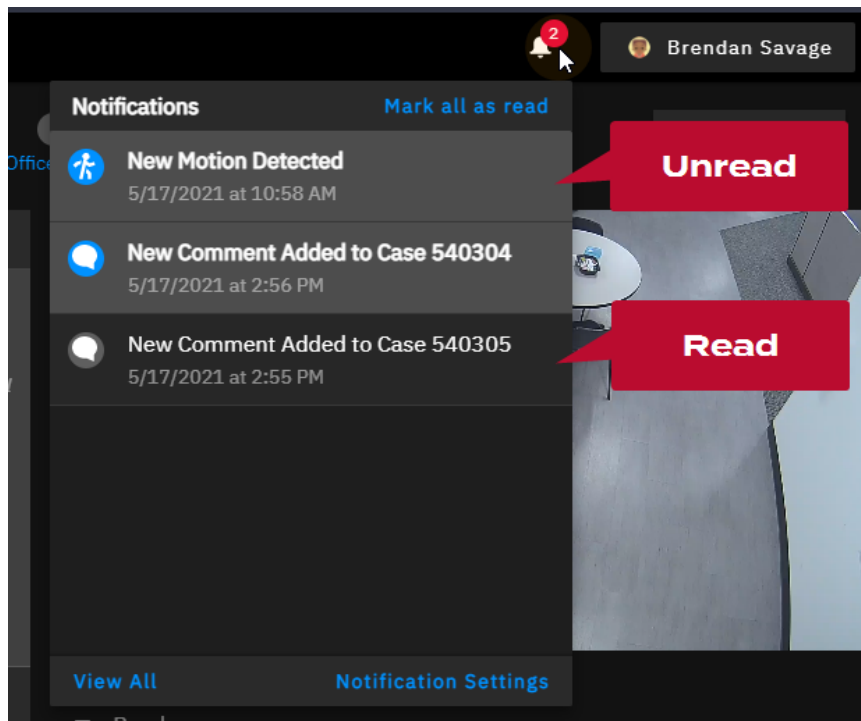 2
Brendan Savage
Notifications
Mark all as read
Office
New Motion Detected
5/17/2021 at 10:58 AM
Unread
New Comment Added to Case 540304
5/17/2021 at 2:56 PM
New Comment Added to Case 540305
5/17/2021 at 2:55 PM
Read
View All
Notification Settings